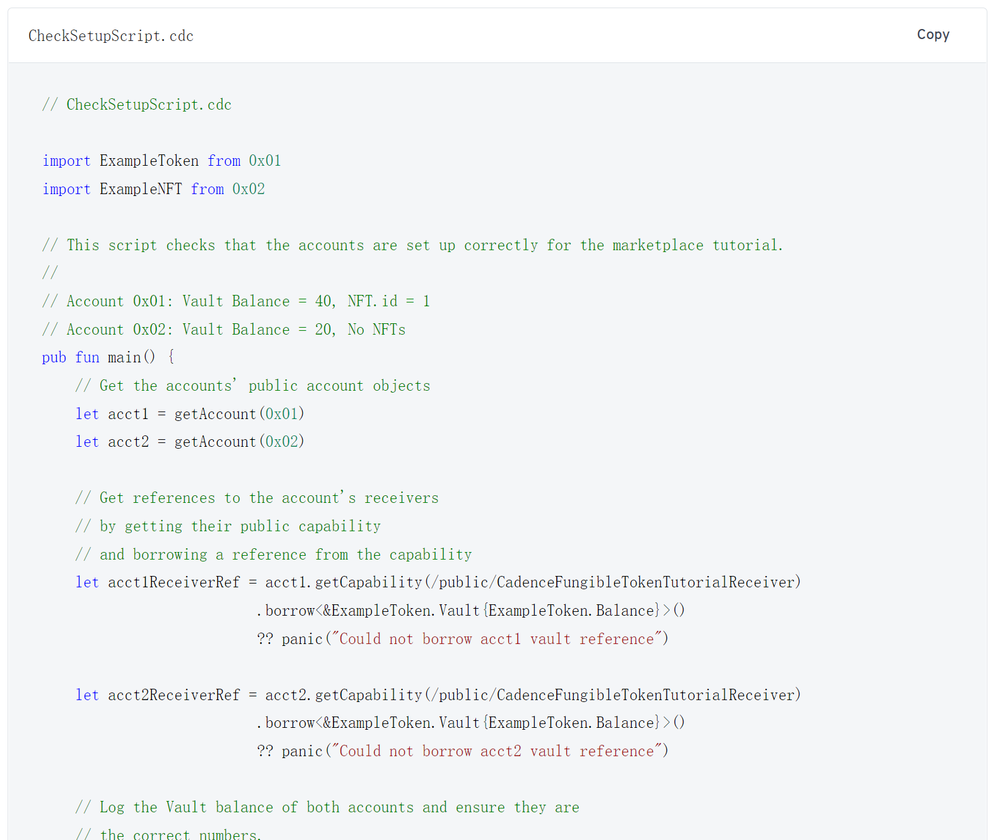 CheckSetupScript.cdc
Copy
// CheckSetupScript.cdc
import ExampleToken from 0x01
import ExampleNFT from 0x02
// This script checks that the accounts are set up correctly for the marketplace tutorial.
//
// Account 0x01: Vault Balance = 40, NFT.id = 1
// Account 0x02: Vault Balance = 20, No NFTs
pub fun main() {
    // Get the accounts' public account objects
    let acct1 = getAccount(0x01)
    let acct2 = getAccount(0x02)
    // Get references to the account's receivers
    // by getting their public capability
    // and borrowing a reference from the capability
    let acct1ReceiverRef = acct1.getCapability(/public/CadenceFungibleTokenTutorialReceiver)
                          .borrow<&ExampleToken.Vault{ExampleToken.Balance}>()
                          ?? panic("Could not borrow acct1 vault reference")
    let acct2ReceiverRef = acct2.getCapability(/public/CadenceFungibleTokenTutorialReceiver)
                          .borrow<&ExampleToken.Vault{ExampleToken.Balance}>()
                          ?? panic("Could not borrow acct2 vault reference")
    // Log the Vault balance of both accounts and ensure they are
    // the correct numbers.